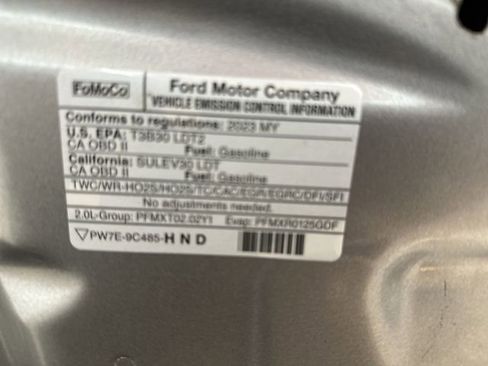 FoMoCo
Ford Motor Company
VEHICLE EMISSION CONTROL INFORMATION
Conforms to regulations: 2023 MY
U.S. EPA: T3B30 LDT2
CA OBD II Fuel: Gasoline
California: SULEV30 LDT
CA OBD II Fuel: Gasoline
TWC/WR-HO2S/HO2S/TC/CAC/EGR/EGRC/DFI/SFI
No adjustments needed.
2.0L-Group: PFMXT02.02Y1 Evap: PFMXR0125GDF
PW7E-9C485-H N D